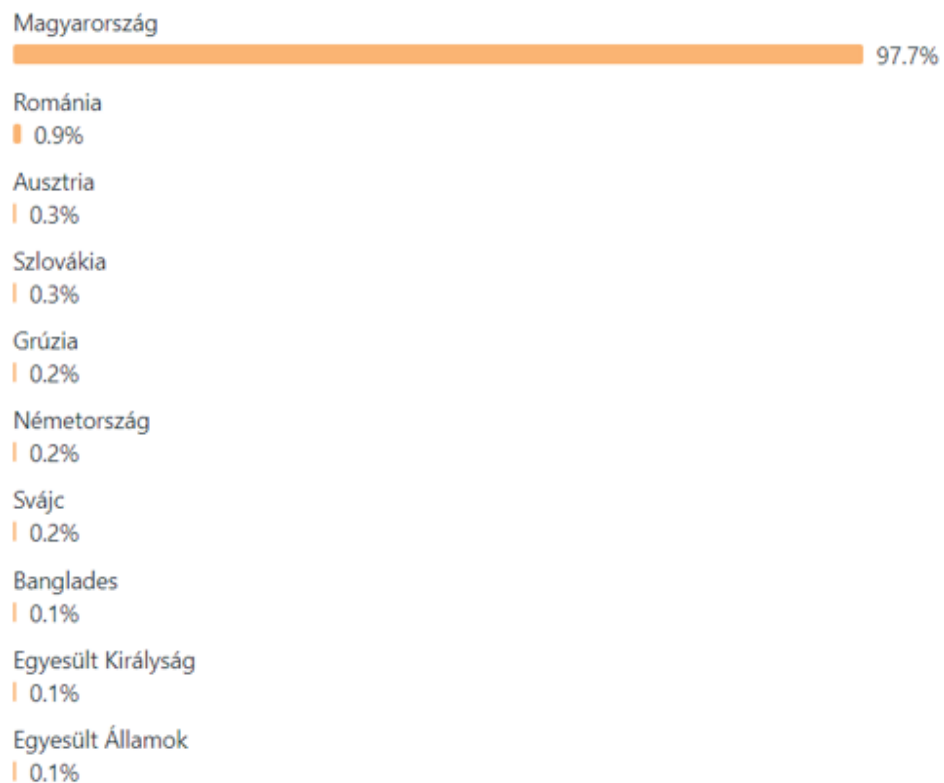 Magyarország
97.7%
Románia
0.9%
Ausztria
0.3%
Szlovákia
0.3%
Grúzia
0.2%
Németország
0.2%
Svájc
0.2%
Banglades
0.1%
Egyesült Királyság
0.1%
Egyesült Államok
0.1%